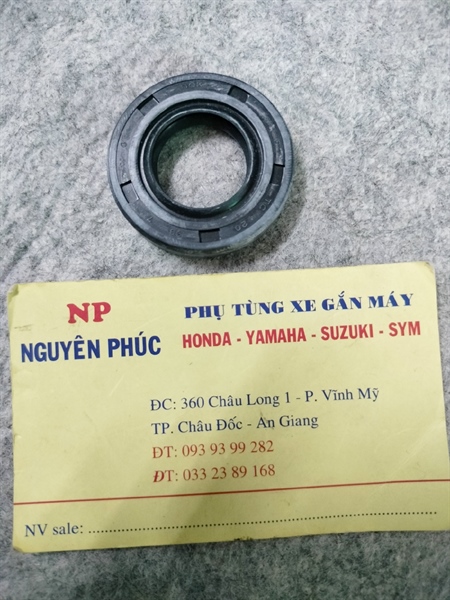 NP
NGUYÊN PHÚC
PHỤ TÙNG XE GẮN MÁY
HONDA - YAMAHA - SUZUKI - SYM
ĐC: 360 Châu Long 1 - P. Vĩnh Mỹ
TP. Châu Đốc - An Giang
ĐT: 093 93 99 282
ĐT: 033 23 89 168
NV sale: ........................................................................